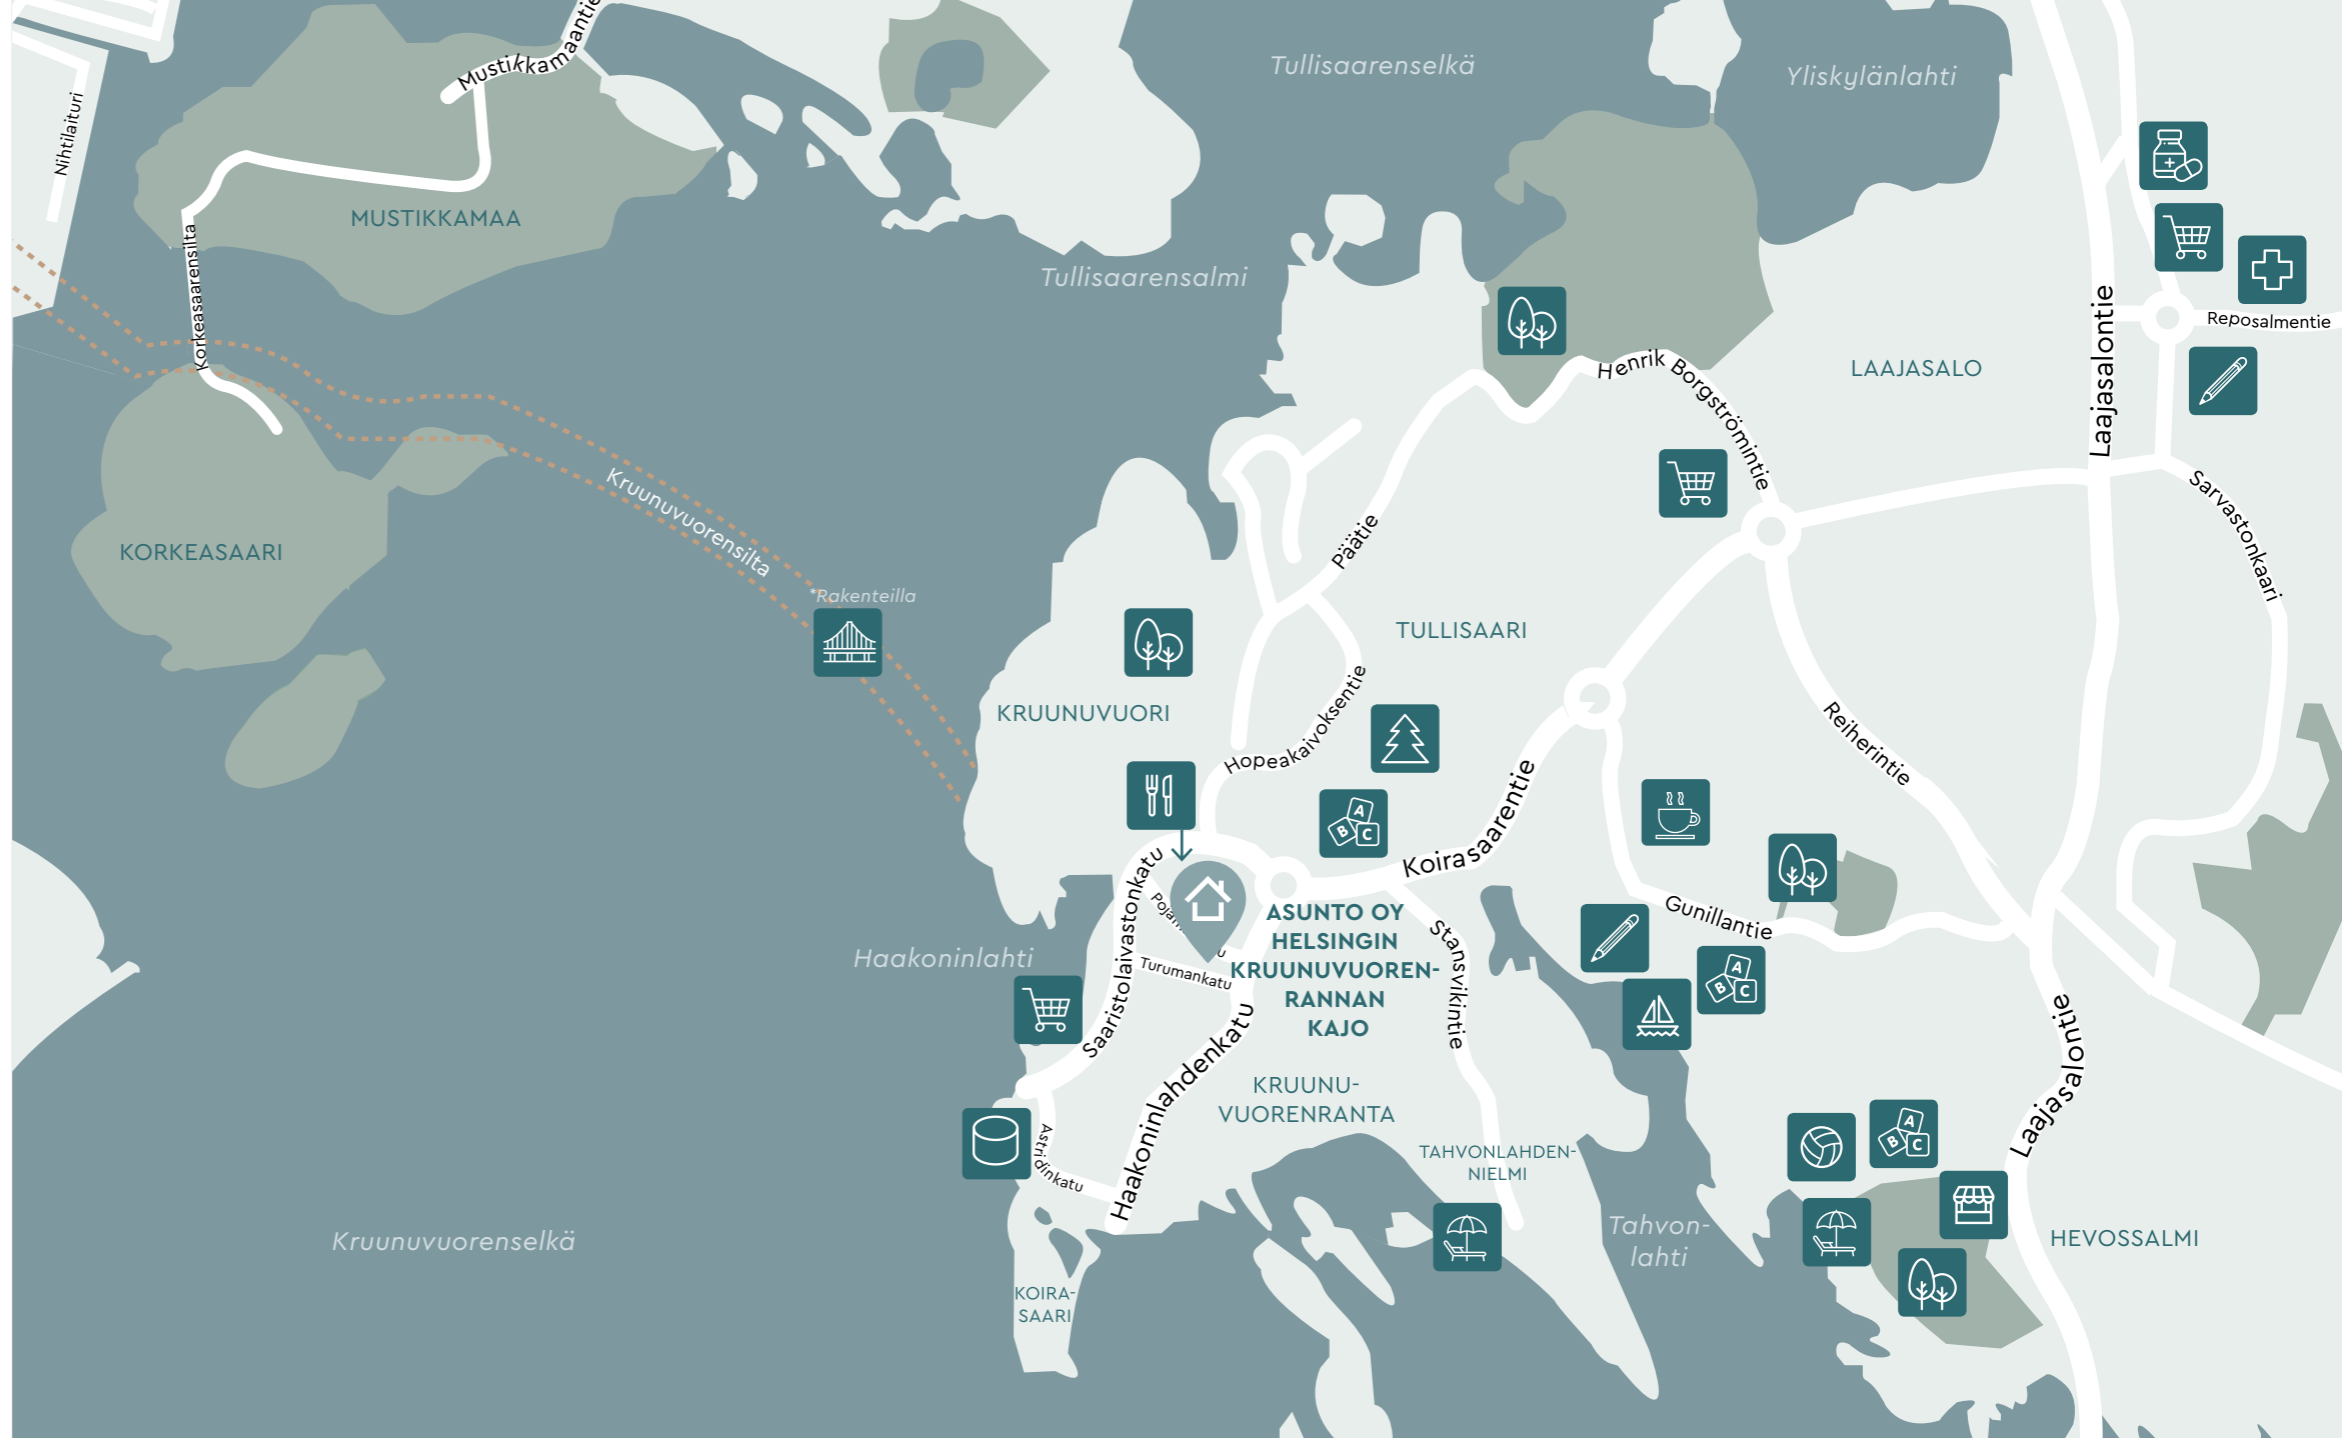 Mustikkamaantie
Nihtilaituri
Tullisaarenselkä
Yliskylänlahti
MUSTIKKAMAA
Korkeasaarensilta
Tullisaarensalmi
Laajasalontie
Reposalmentie
Henrik Borgströmintie
LAAJASALO
Kruunuvuorensilta
Päätie
Sarvastonkaari
KORKEASAARI
*Rakenteilla
TULLISAARI
KRUUNUVUORI
Hopeakaivoksentie
Reiherintie
Koirasaarentie
A
B
C
Saaristolaivastonkatu
ASUNTO OY
HELSINGIN
KRUUNUVUOREN-
RANNAN
KAJO
Gunillantie
Stansvikintie
Haakoninlahti
Turumankatu
A
B
C
Haakoninlahdenkatu
Laajasalontie
KRUUNU-
VUORENRANTA
Astridinkatu
TAHVONLAHDEN-
NIELMI
A
B
C
Kruunuvuorenselkä
Tahvon-
lahti
HEVOSSALMI
KOIRA-
SAARI